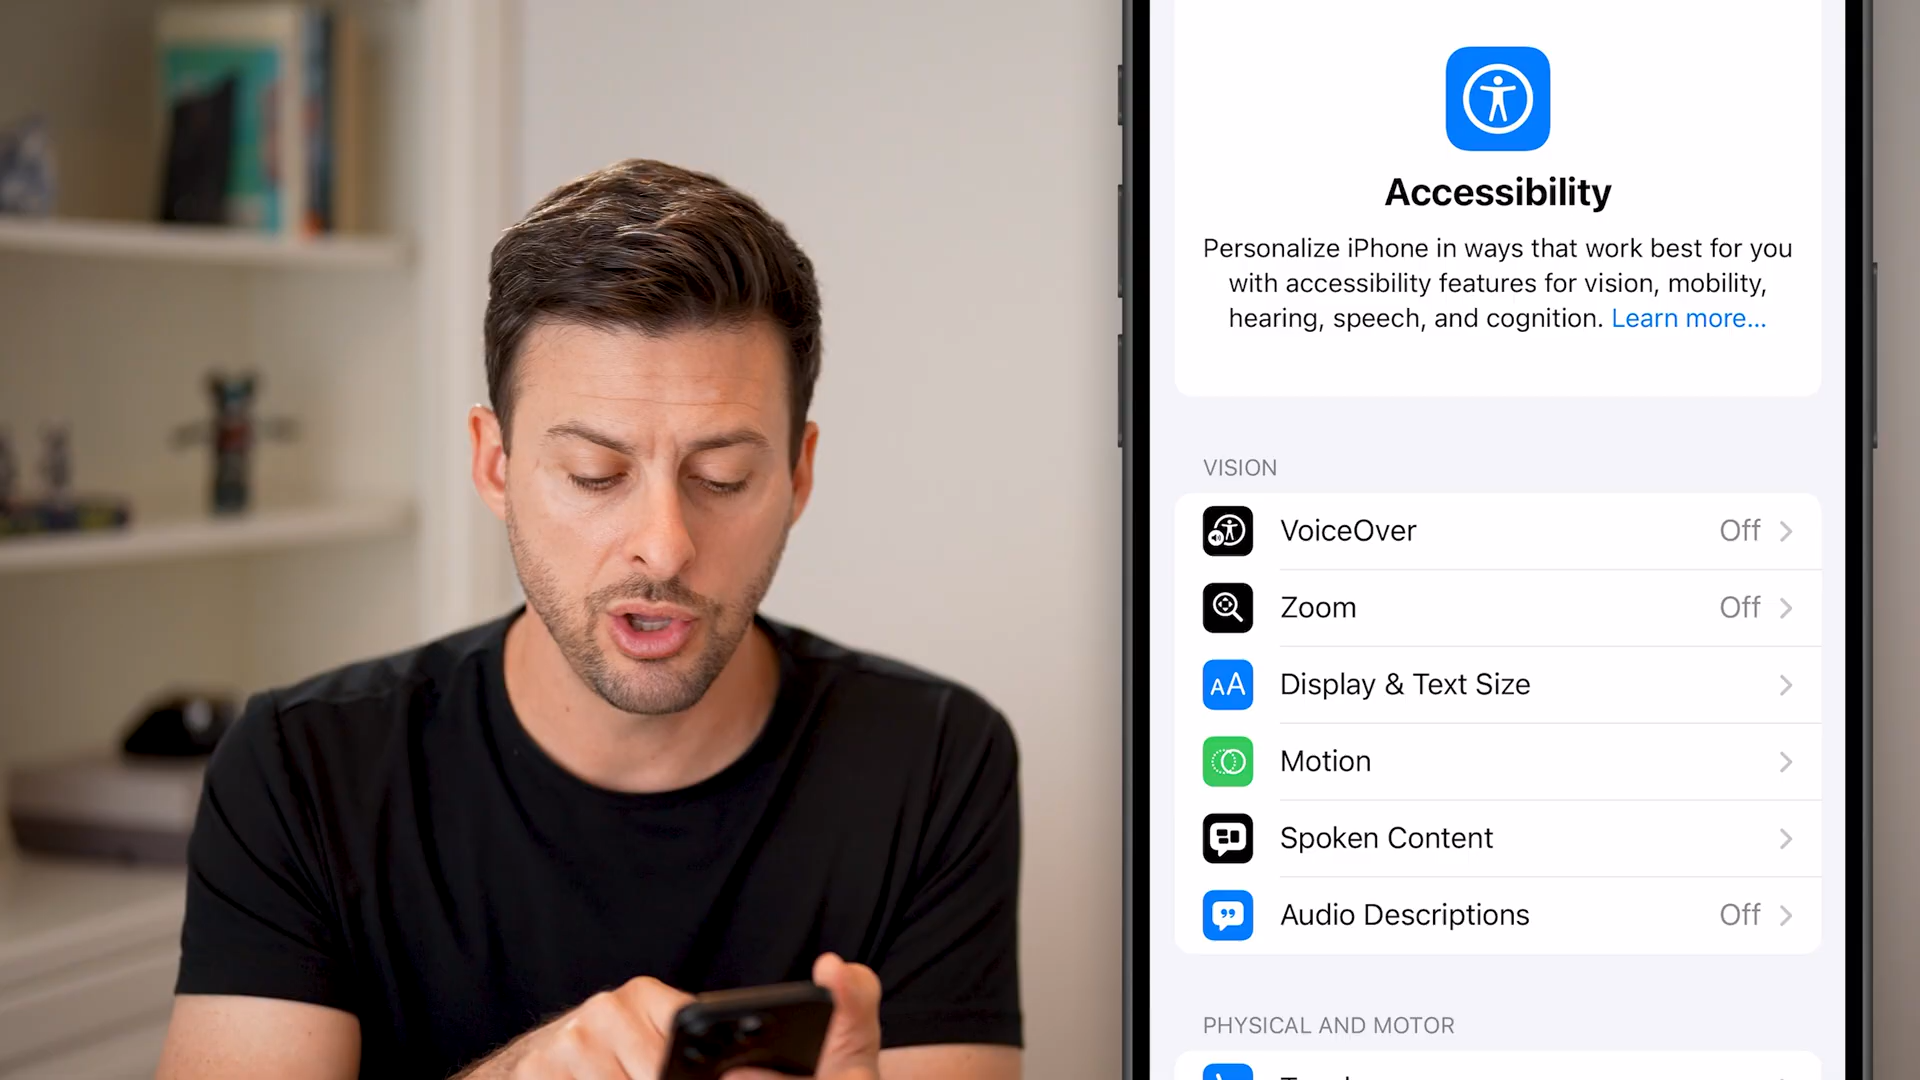 Accessibility
Personalize iPhone in ways that work best for you
with accessibility features for vision, mobility,
hearing, speech, and cognition. Learn more...
VISION
VoiceOver Off
Zoom Off
AA Display & Text Size
Motion
Spoken Content
Audio Descriptions Off
PHYSICAL AND MOTOR